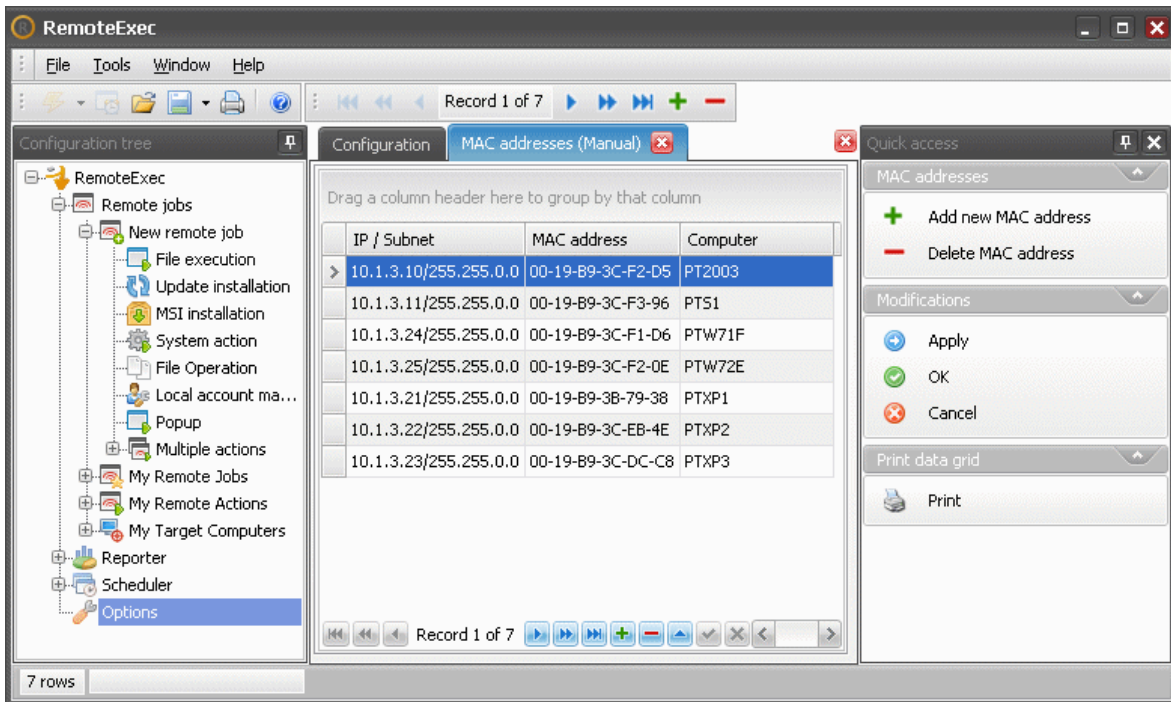 RemoteExec
File Tools Window Help
Record 1 of 7
Configuration tree
RemoteExec
Remote jobs
New remote job
File execution
Update installation
MSI installation
System action
File Operation
Local account ma...
Popup
Multiple actions
My Remote Jobs
My Remote Actions
My Target Computers
Reporter
Scheduler
Options
Configuration MAC addresses (Manual)
Drag a column header here to group by that column
IP / Subnet MAC address Computer
10.1.3.10/255.255.0.0 00-19-B9-3C-F2-D5 PT2003
10.1.3.11/255.255.0.0 00-19-B9-3C-F3-96 PTS1
10.1.3.24/255.255.0.0 00-19-B9-3C-F1-D6 PTW71F
10.1.3.25/255.255.0.0 00-19-B9-3C-F2-0E PTW72E
10.1.3.21/255.255.0.0 00-19-B9-3B-79-38 PTXP1
10.1.3.22/255.255.0.0 00-19-B9-3C-EB-4E PTXP2
10.1.3.23/255.255.0.0 00-19-B9-3C-DC-C8 PTXP3
Record 1 of 7
Quick access
MAC addresses
Add new MAC address
Delete MAC address
Modifications
Apply
OK
Cancel
Print data grid
Print
7 rows